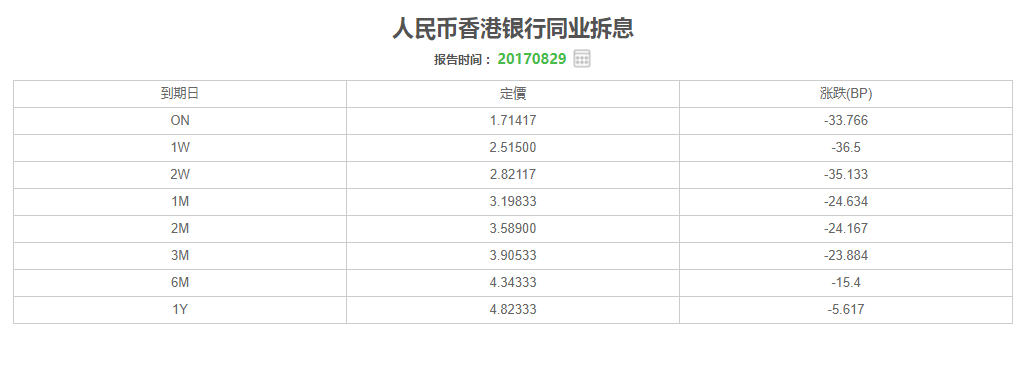 人民币香港银行同业拆息
报告时间： 20170829
到期日 定價 涨跌(BP)
ON 1.71417 -33.766
1W 2.51500 -36.5
2W 2.82117 -35.133
1M 3.19833 -24.634
2M 3.58900 -24.167
3M 3.90533 -23.884
6M 4.34333 -15.4
1Y 4.82333 -5.617